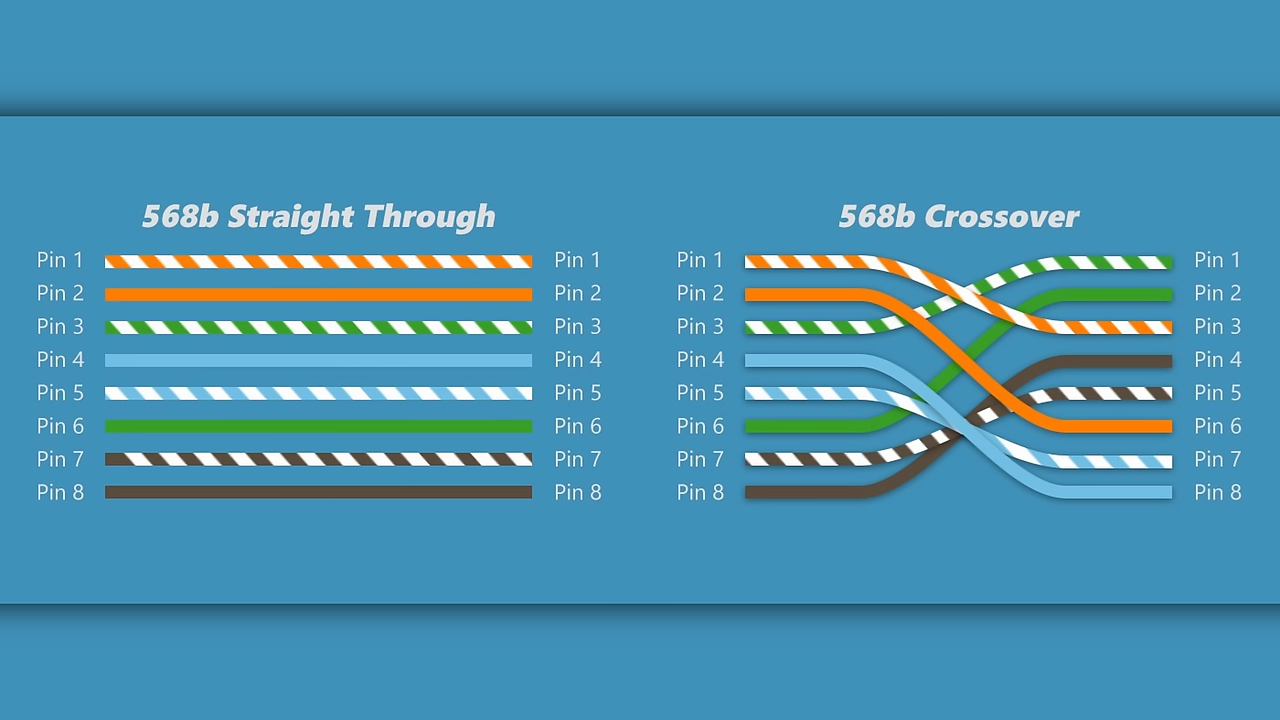 568b Straight Through
Pin 1 Pin 1
Pin 2 Pin 2
Pin 3 Pin 3
Pin 4 Pin 4
Pin 5 Pin 5
Pin 6 Pin 6
Pin 7 Pin 7
Pin 8 Pin 8
568b Crossover
Pin 1 Pin 1
Pin 2 Pin 2
Pin 3 Pin 3
Pin 4 Pin 4
Pin 5 Pin 5
Pin 6 Pin 6
Pin 7 Pin 7
Pin 8 Pin 8